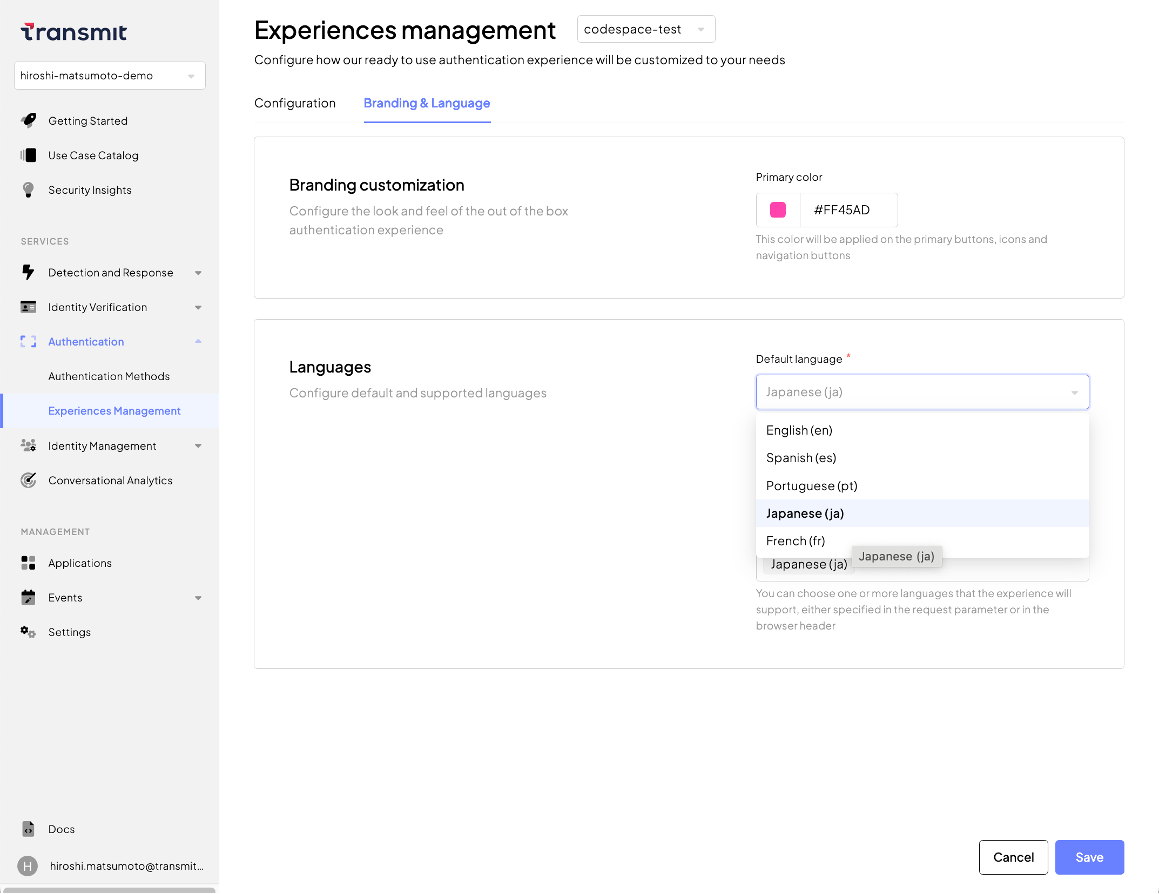 transmit
hiroshi-matsumoto-demo
Getting Started
Use Case Catalog
Security Insights
SERVICES
Detection and Response
Identity Verification
Authentication
Authentication Methods
Experiences Management
Identity Management
Conversational Analytics
MANAGEMENT
Applications
Events
Settings
Docs
H hiroshi.matsumoto@transmit...
Experiences management codespace-test
Configure how our ready to use authentication experience will be customized to your needs
Configuration Branding & Language
Branding customization
Configure the look and feel of the out of the box
authentication experience
Primary color
#FF45AD
This color will be applied on the primary buttons, icons and
navigation buttons
Languages
Configure default and supported languages
Default language *
Japanese (ja)
English (en)
Spanish (es)
Portuguese (pt)
Japanese (ja)
French (fr)
Japanese (ja)
Japanese (ja)
You can choose one or more languages that the experience will
support, either specified in the request parameter or in the
browser header
Cancel Save